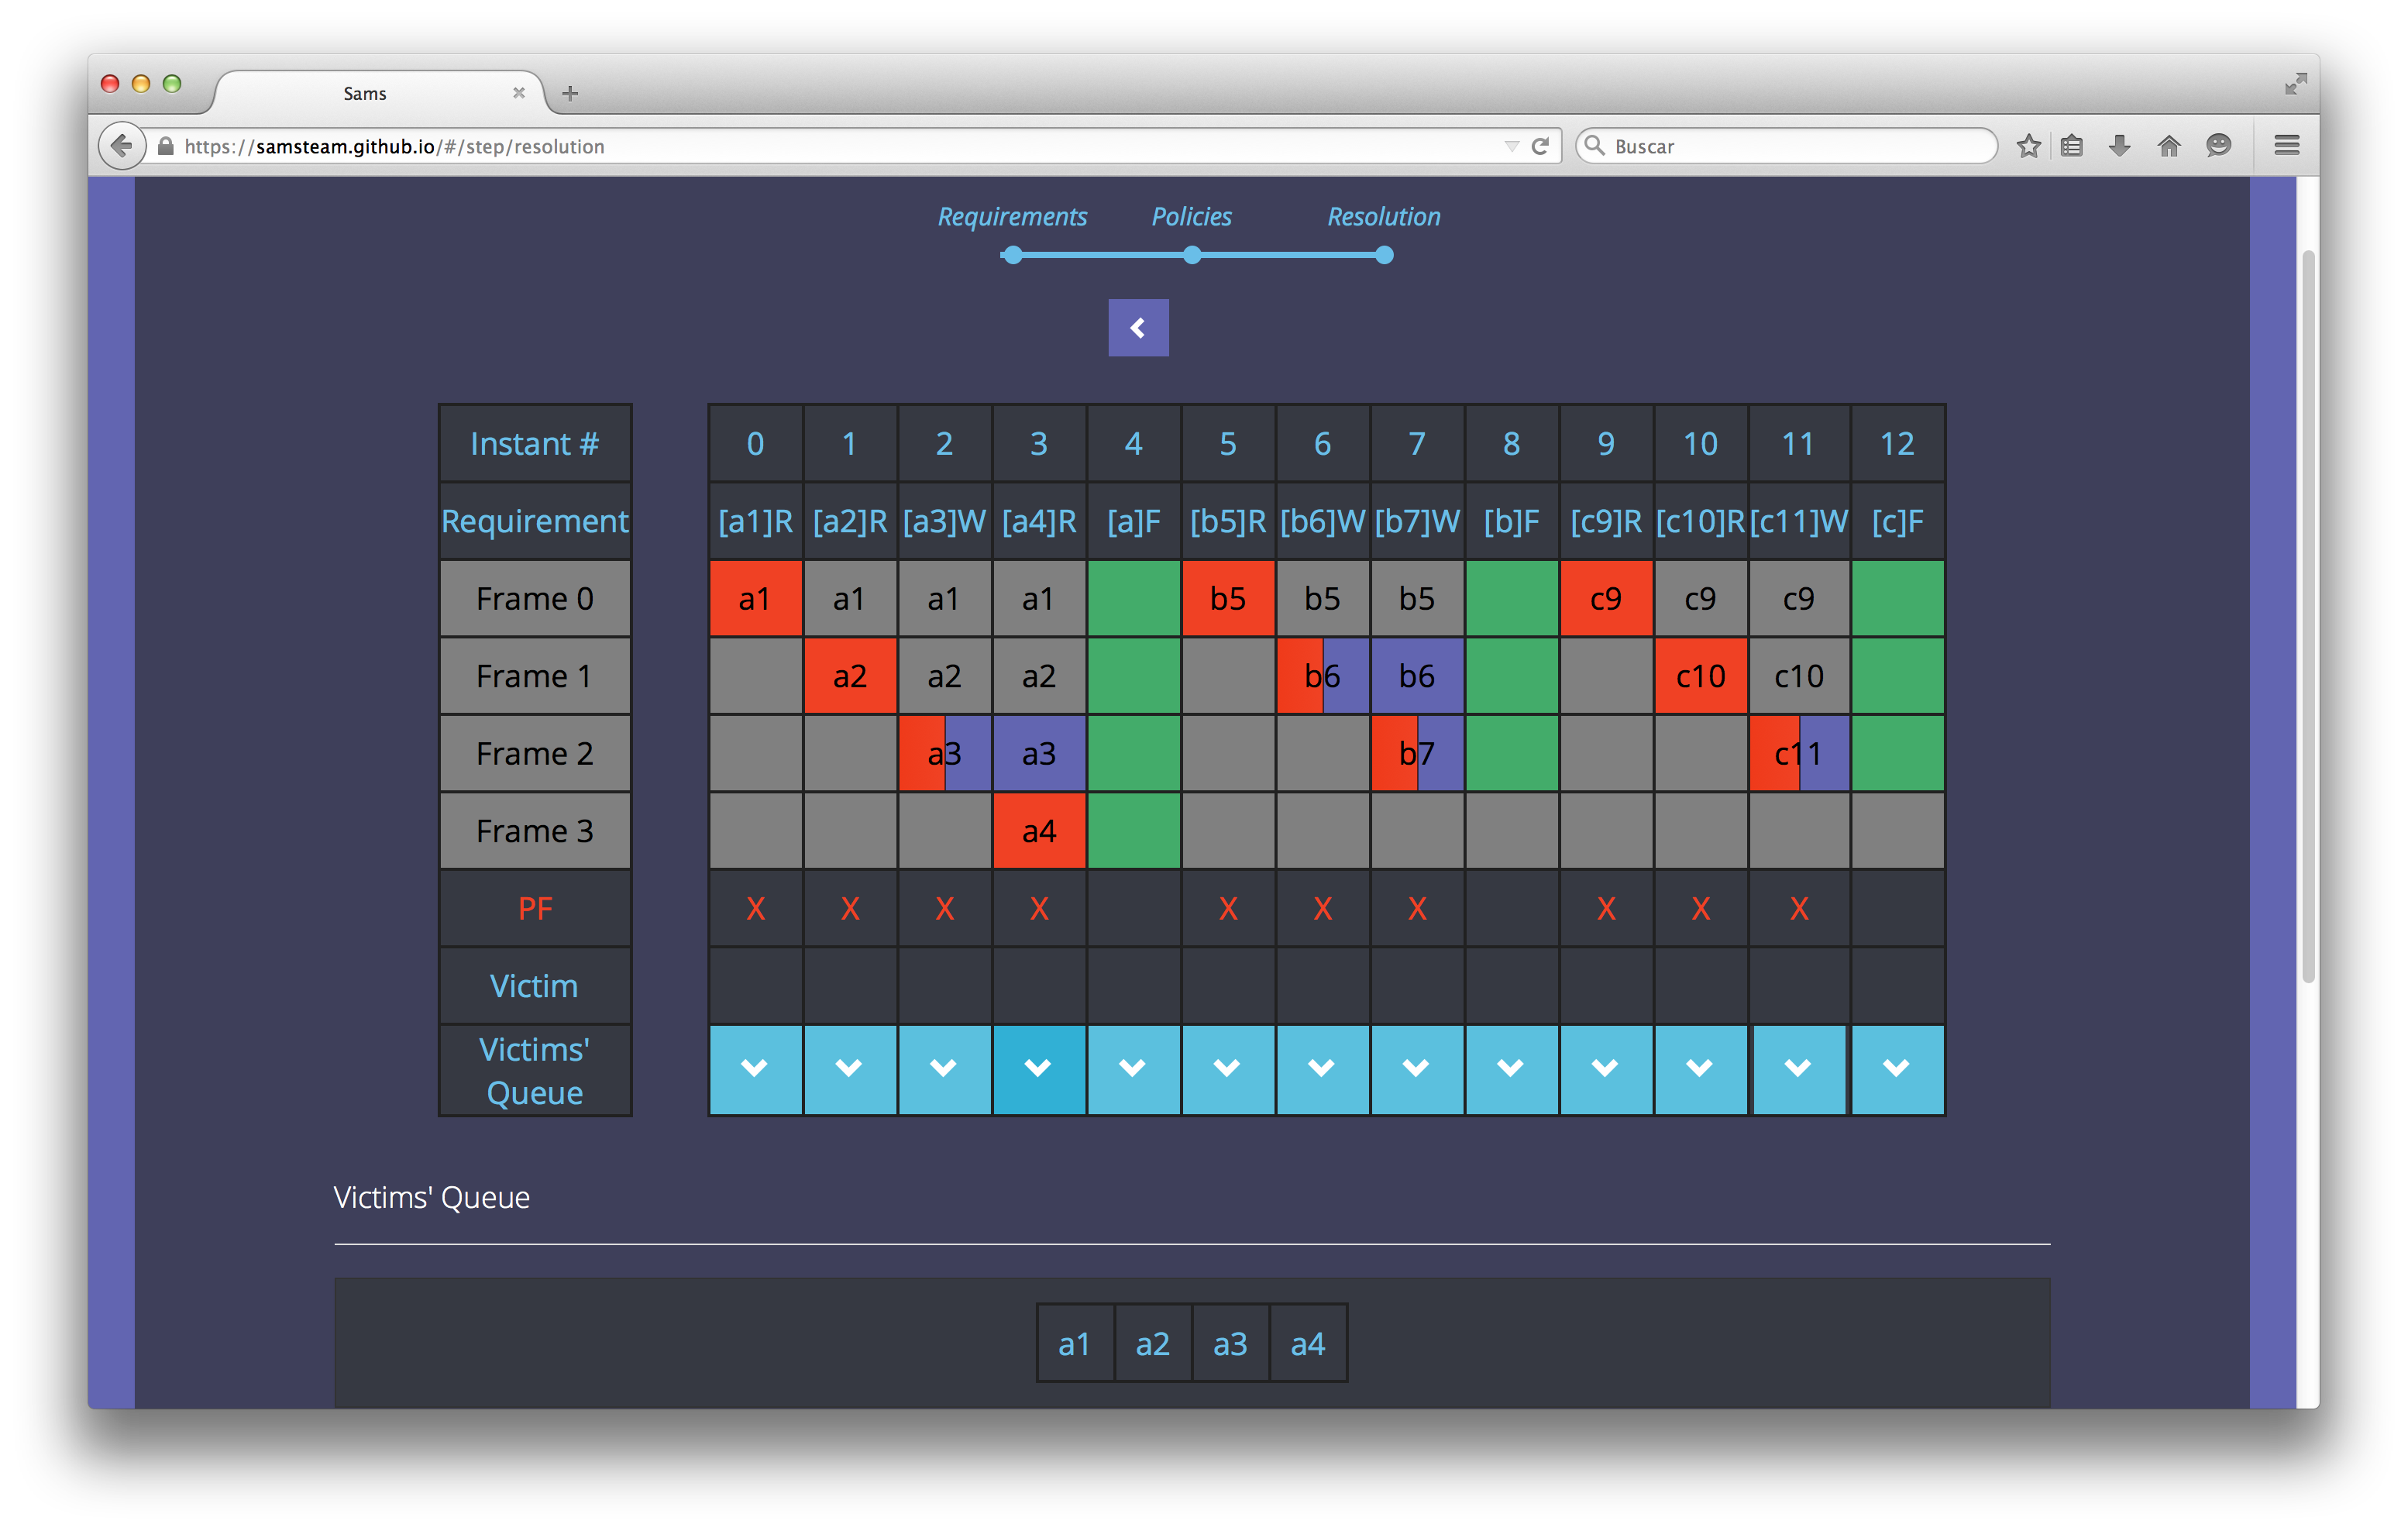 Sams
https://samsteam.github.io/#/step/resolution
Buscar
Requirements Policies Resolution
Instant # 0 1 2 3 4 5 6 7 8 9 10 11 12
Requirement [a1]R [a2]R [a3]W [a4]R [a]F [b5]R [b6]W [b7]W [b]F [c9]R [c10]R [c11]W [c]F
Frame 0 a1 a1 a1 a1 b5 b5 b5 c9 c9 c9
Frame 1 a2 a2 a2 b6 b6 c10 c10
Frame 2 a3 a3 b7 c11
Frame 3 a4
PF X X X X X X X X X X
Victim
Victims'
Queue
Victims' Queue
a1 a2 a3 a4